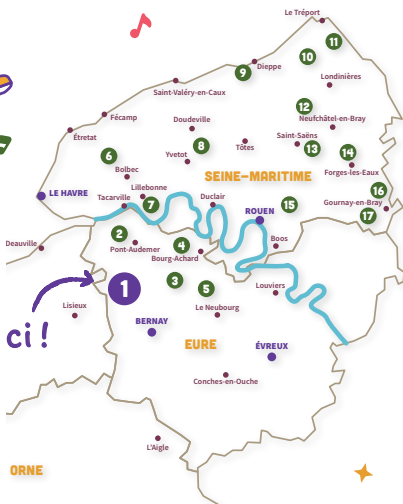 Le Tréport
11
10
9
Dieppe
Londinières
Saint-Valéry-en-Caux
12
Fécamp
Doudeville
Neufchâtel-en-Bray
Étretat
Saint-Saëns
8
Tôtes
13
14
6
Yvetot
Bolbec
Forges-les-Eaux
SEINE-MARITIME
Lillebonne
16
LE HAVRE
Tacarville
7
Duclair
15
Gournay-en-Bray
ROUEN
17
2
Deauville
Pont-Audemer
4
Boos
Bourg-Achard
1
3
5
Louviers
Lisieux
Le Neubourg
BERNAY
ci !
EURE
ÉVREUX
Conches-en-Ouche
L'Aigle
ORNE